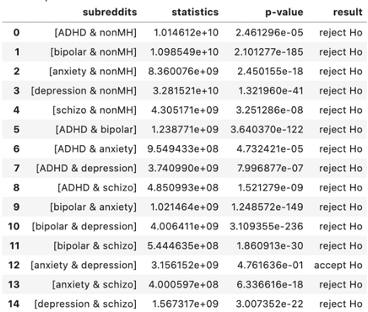 subreddits statistics p-value result
0 [ADHD & nonMH] 1.014612e+10 2.461296e-05 reject Ho
1 [bipolar & nonMH] 1.098549e+10 2.101277e-185 reject Ho
2 [anxiety & nonMH] 8.360076e+09 2.450155e-18 reject Ho
3 [depression & nonMH] 3.281521e+10 1.321960e-41 reject Ho
4 [schizo & nonMH] 4.305171e+09 3.251286e-08 reject Ho
5 [ADHD & bipolar] 1.238771e+09 3.640370e-122 reject Ho
6 [ADHD & anxiety] 9.549433e+08 4.732421e-05 reject Ho
7 [ADHD & depression] 3.740990e+09 7.996877e-07 reject Ho
8 [ADHD & schizo] 4.850993e+08 1.521279e-09 reject Ho
9 [bipolar & anxiety] 1.021464e+09 1.248572e-149 reject Ho
10 [bipolar & depression] 4.006411e+09 3.109355e-236 reject Ho
11 [bipolar & schizo] 5.444635e+08 1.860913e-30 reject Ho
12 [anxiety & depression] 3.156152e+09 4.761636e-01 accept Ho
13 [anxiety & schizo] 4.000597e+08 6.336616e-18 reject Ho
14 [depression & schizo] 1.567317e+09 3.007352e-22 reject Ho